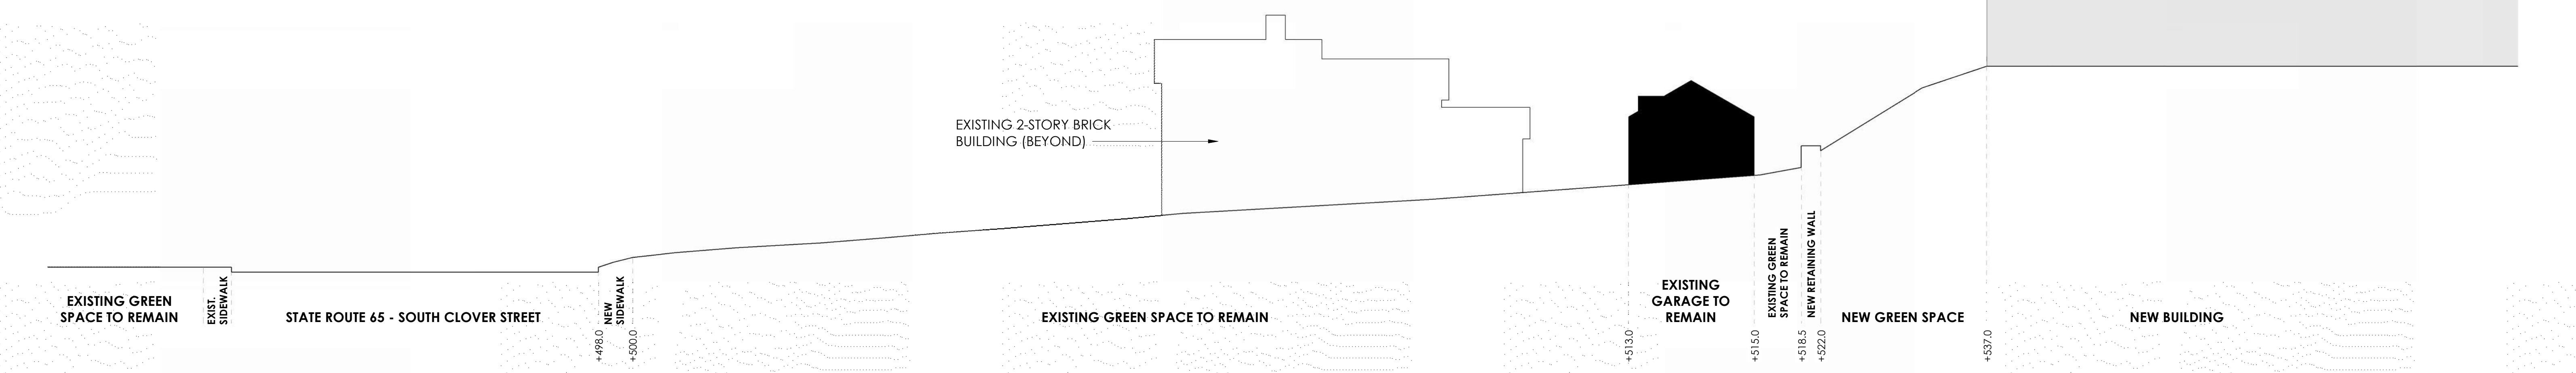 EXISTING 2-STORY BRICK
BUILDING (BEYOND)
EXISTING GREEN
SPACE TO REMAIN
EXIST.
SIDEWALK
STATE ROUTE 65 - SOUTH CLOVER STREET
+498.0
NEW
SIDEWALK
+500.0
EXISTING GREEN SPACE TO REMAIN
+513.0
EXISTING
GARAGE TO
REMAIN
+515.0
EXISTING GREEN
SPACE TO REMAIN
+518.5
NEW RETAINING WALL
+522.0
NEW GREEN SPACE
+537.0
NEW BUILDING